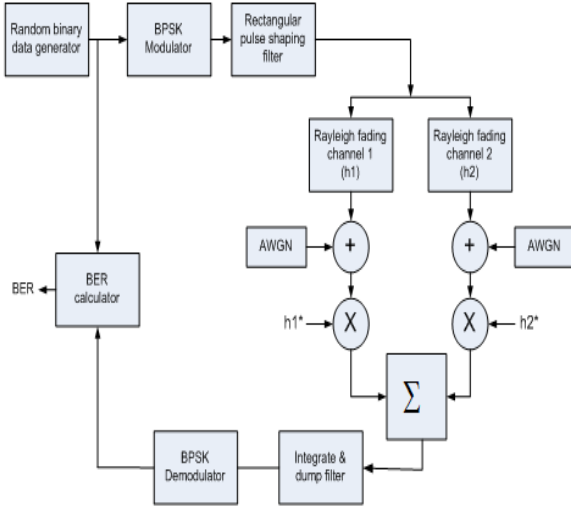 Random binary
data generator
BPSK
Modulator
Rectangular
pulse shaping
filter
Rayleigh fading
channel 1
(h1)
Rayleigh fading
channel 2
(h2)
AWGN
+
+
AWGN
BER
BER
calculator
h1*
X
X
h2*
Σ
BPSK
Demodulator
Integrate &
dump filter